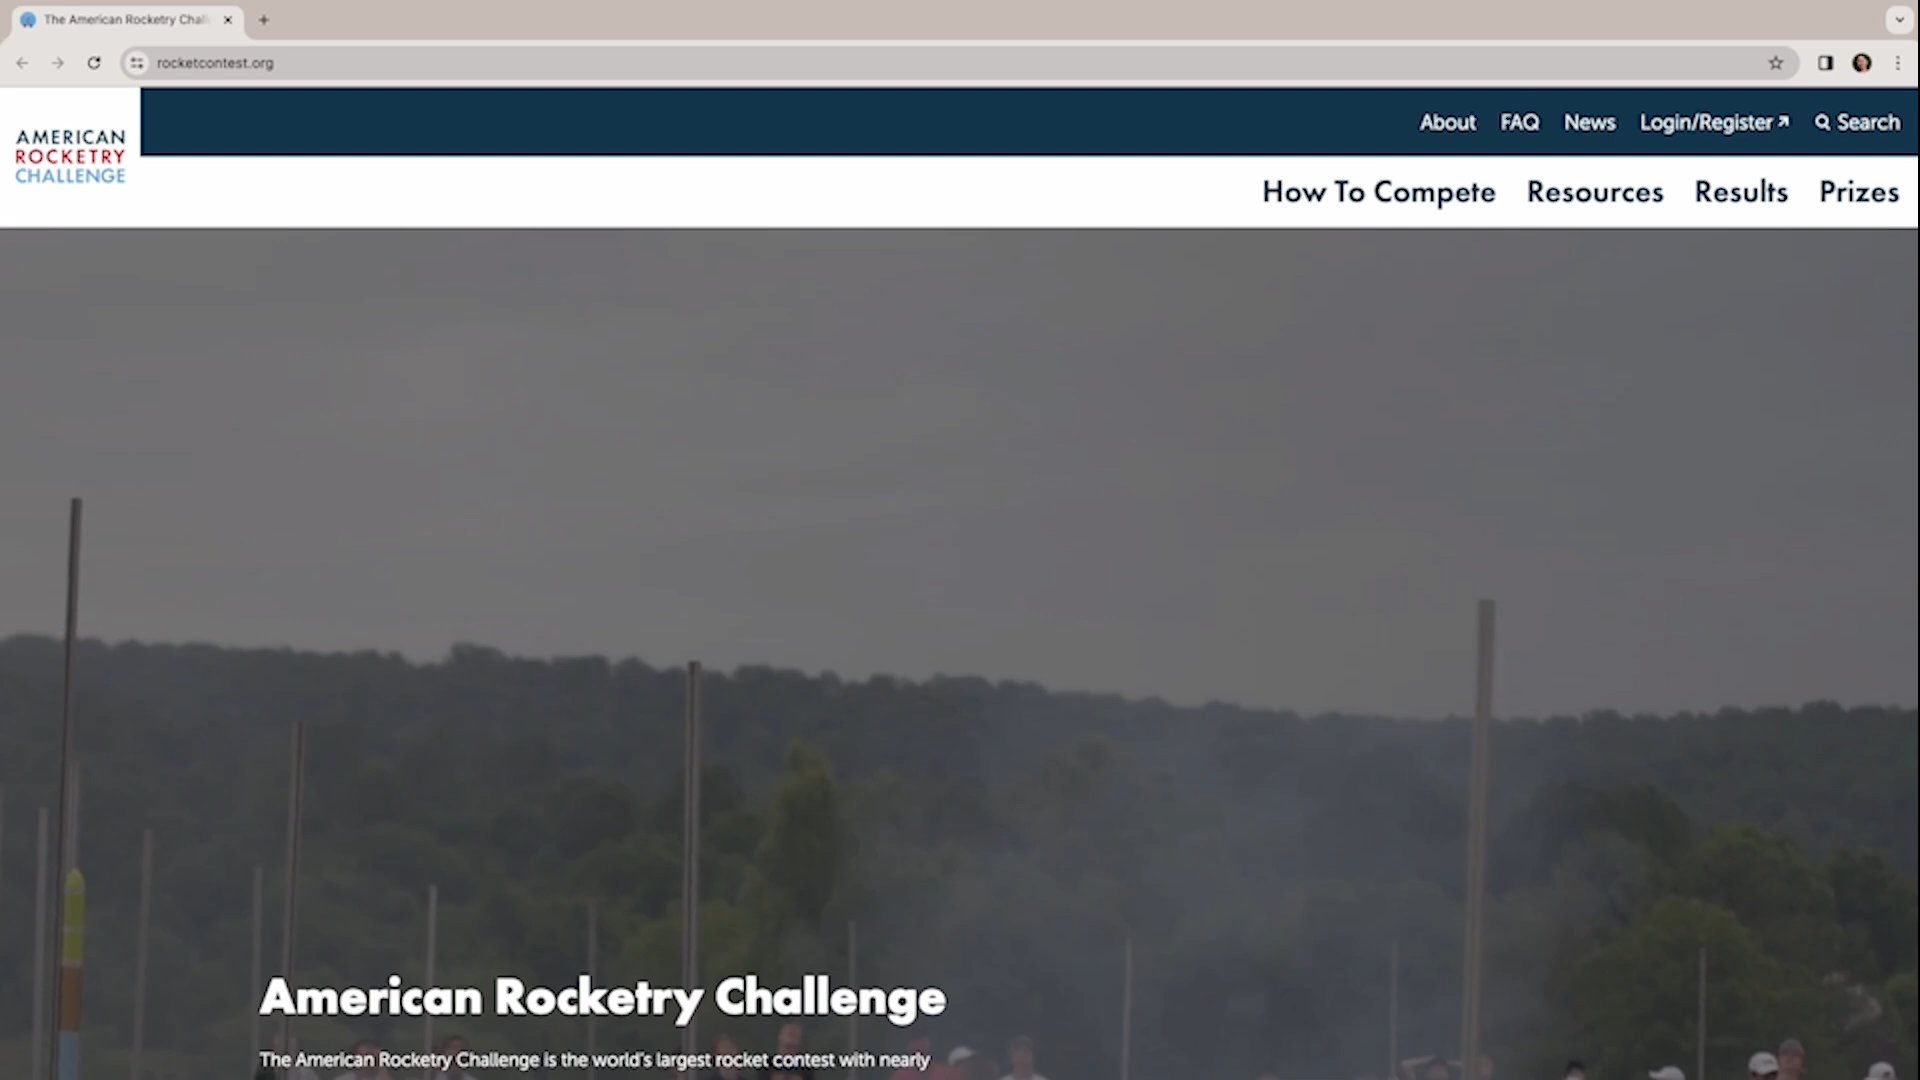 The American Rocketry Chall
rocketcontest.org
About FAQ News Login/Register Search
AMERICAN
ROCKETRY
CHALLENGE
How To Compete Resources Results Prizes
American Rocketry Challenge
The American Rocketry Challenge is the world's largest rocket contest with nearly